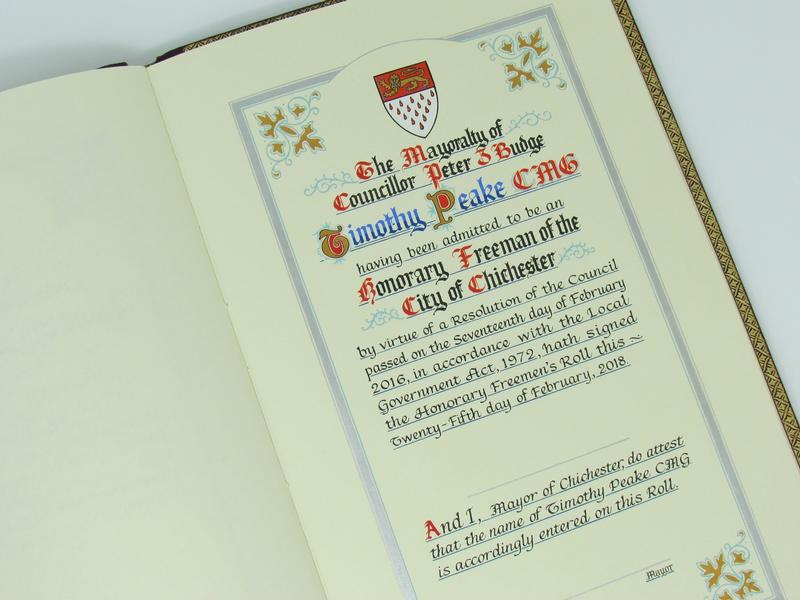 The Mayoralty of
Councillor Peter J Budge
Timothy Peake CMG
having been admitted to be an
Honorary Freeman of the
City of Chichester
by virtue of a Resolution of the Council
passed on the Seventeenth day of February
2016, in accordance with the Local
Government Act, 1972, hath signed
the Honorary Freemen's Roll this ~
Twenty-Fifth day of February, 2018.
And I, Mayor of Chichester, do attest
that the name of Timothy Peake CMG
is accordingly entered on this Roll.
Mayor